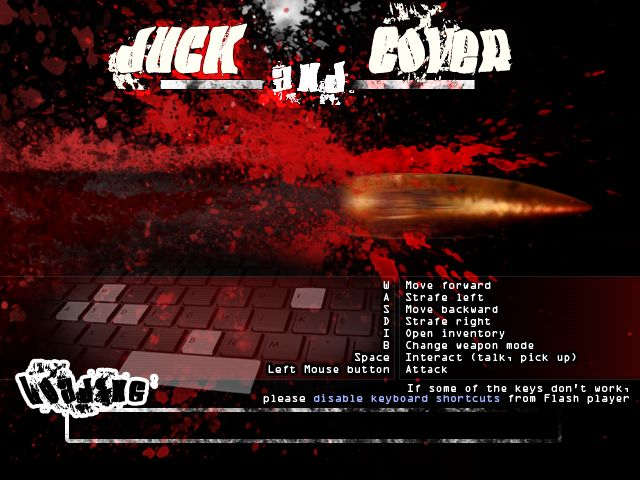 dUCK and COVER
W Move forward
A Strafe left
S Move backward
D Strafe right
I Open inventory
B Change weapon mode
Space Interact (talk, pick up)
Left Mouse button Attack
If some of the keys don't work,
please disable keyboard shortcuts from Flash player